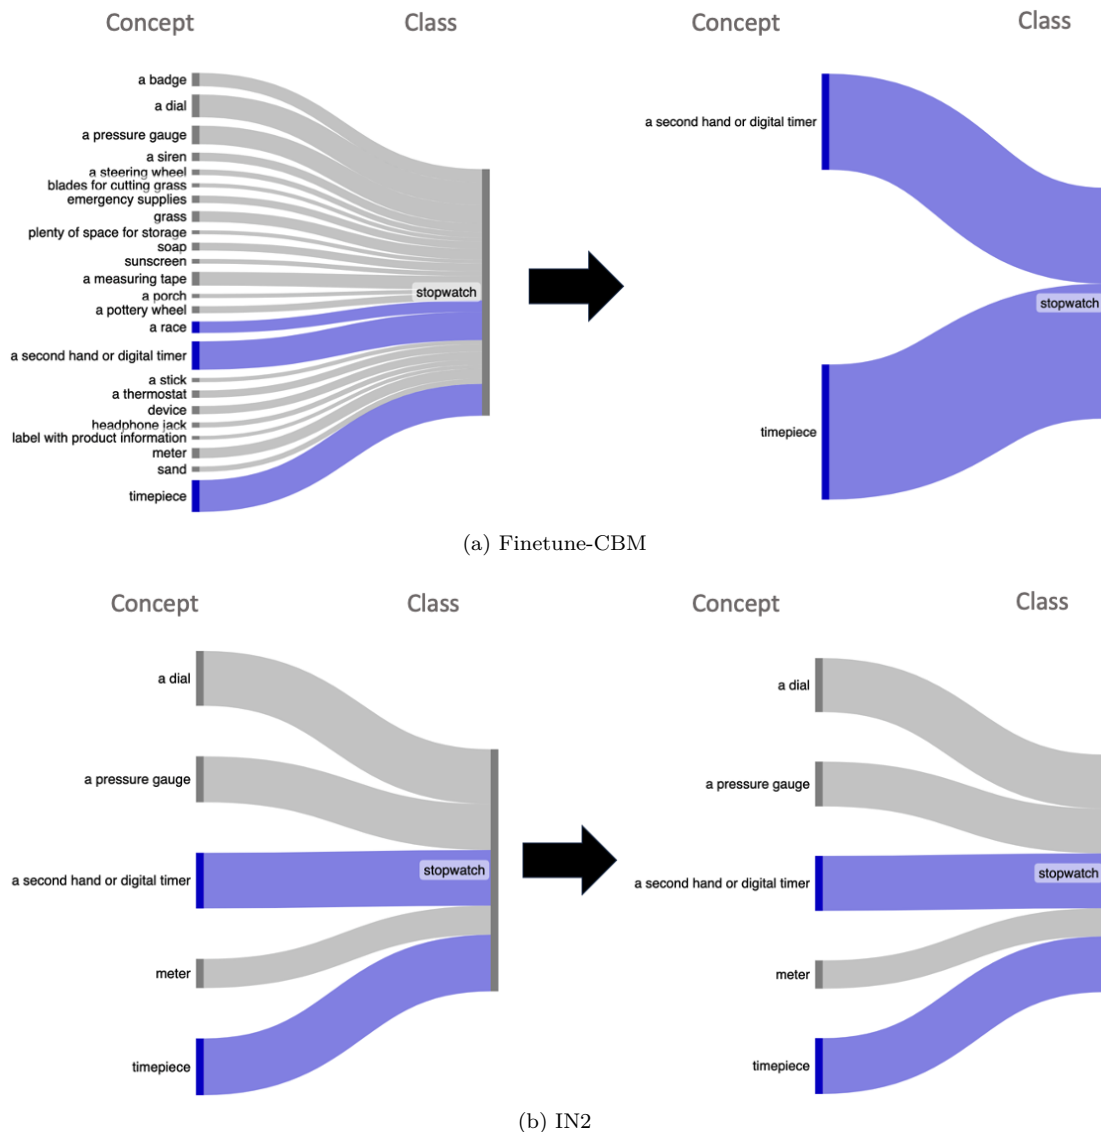 Concept
Class
Concept
Class
a badge
a dial
a pressure gauge
a siren
a steering wheel
blades for cutting grass
emergency supplies
grass
plenty of space for storage
soap
sunscreen
a measuring tape
a porch
a pottery wheel
a race
a second hand or digital timer
a stick
a thermostat
device
headphone jack
label with product information
meter
sand
timepiece
stopwatch
a second hand or digital timer
timepiece
stopwatch
(a) Finetune-CBM
Concept
Class
Concept
Class
a dial
a pressure gauge
a second hand or digital timer
meter
timepiece
stopwatch
a dial
a pressure gauge
a second hand or digital timer
meter
timepiece
stopwatch
(b) IN2